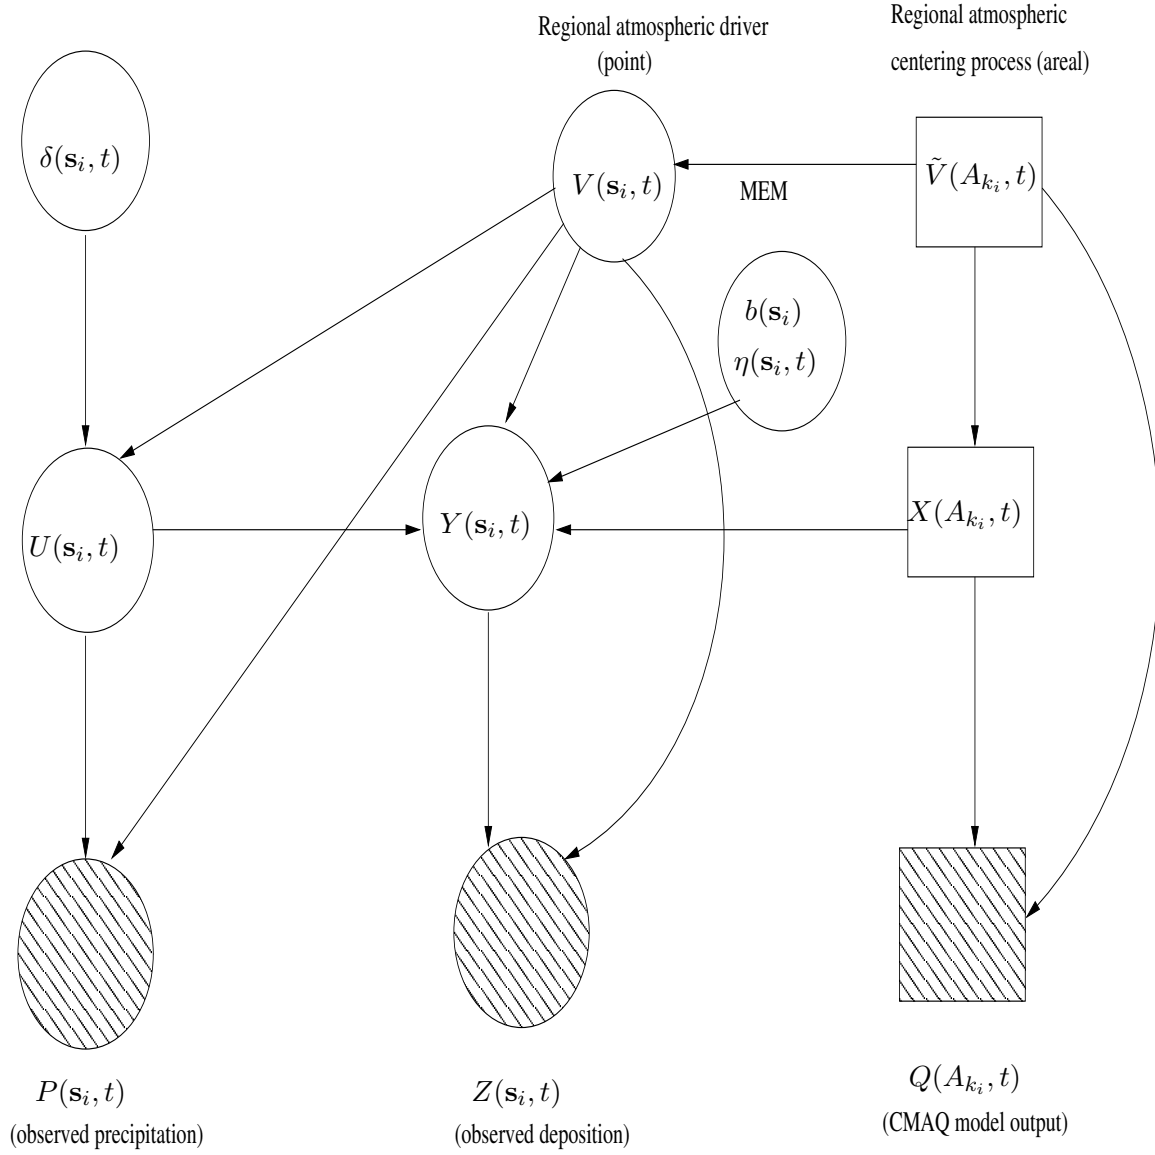 Regional atmospheric driver
(point)
Regional atmospheric
centering process (areal)
δ(s_i, t)
V(s_i, t)
Ṽ(A_{k_i}, t)
MEM
b(s_i)
η(s_i, t)
U(s_i, t)
Y(s_i, t)
X(A_{k_i}, t)
P(s_i, t)
(observed precipitation)
Z(s_i, t)
(observed deposition)
Q(A_{k_i}, t)
(CMAQ model output)